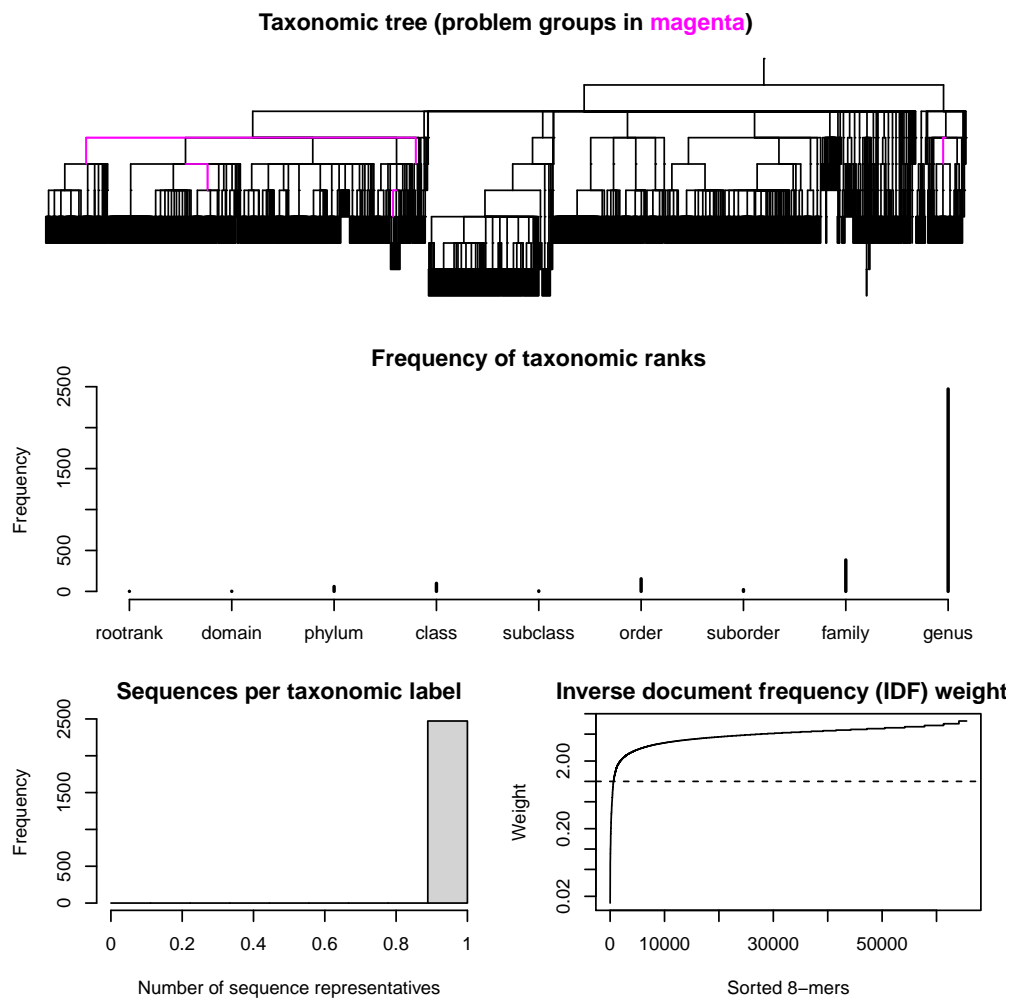 Taxonomic tree (problem groups in magenta)
Frequency of taxonomic ranks
Frequency
2500
1500
500
0
rootrank domain phylum class subclass order suborder family genus
Sequences per taxonomic label
Frequency
2500
1500
500
0
0 0.2 0.4 0.6 0.8 1
Number of sequence representatives
Inverse document frequency (IDF) weight
Weight
2.00
0.20
0.02
0 10000 30000 50000
Sorted 8−mers